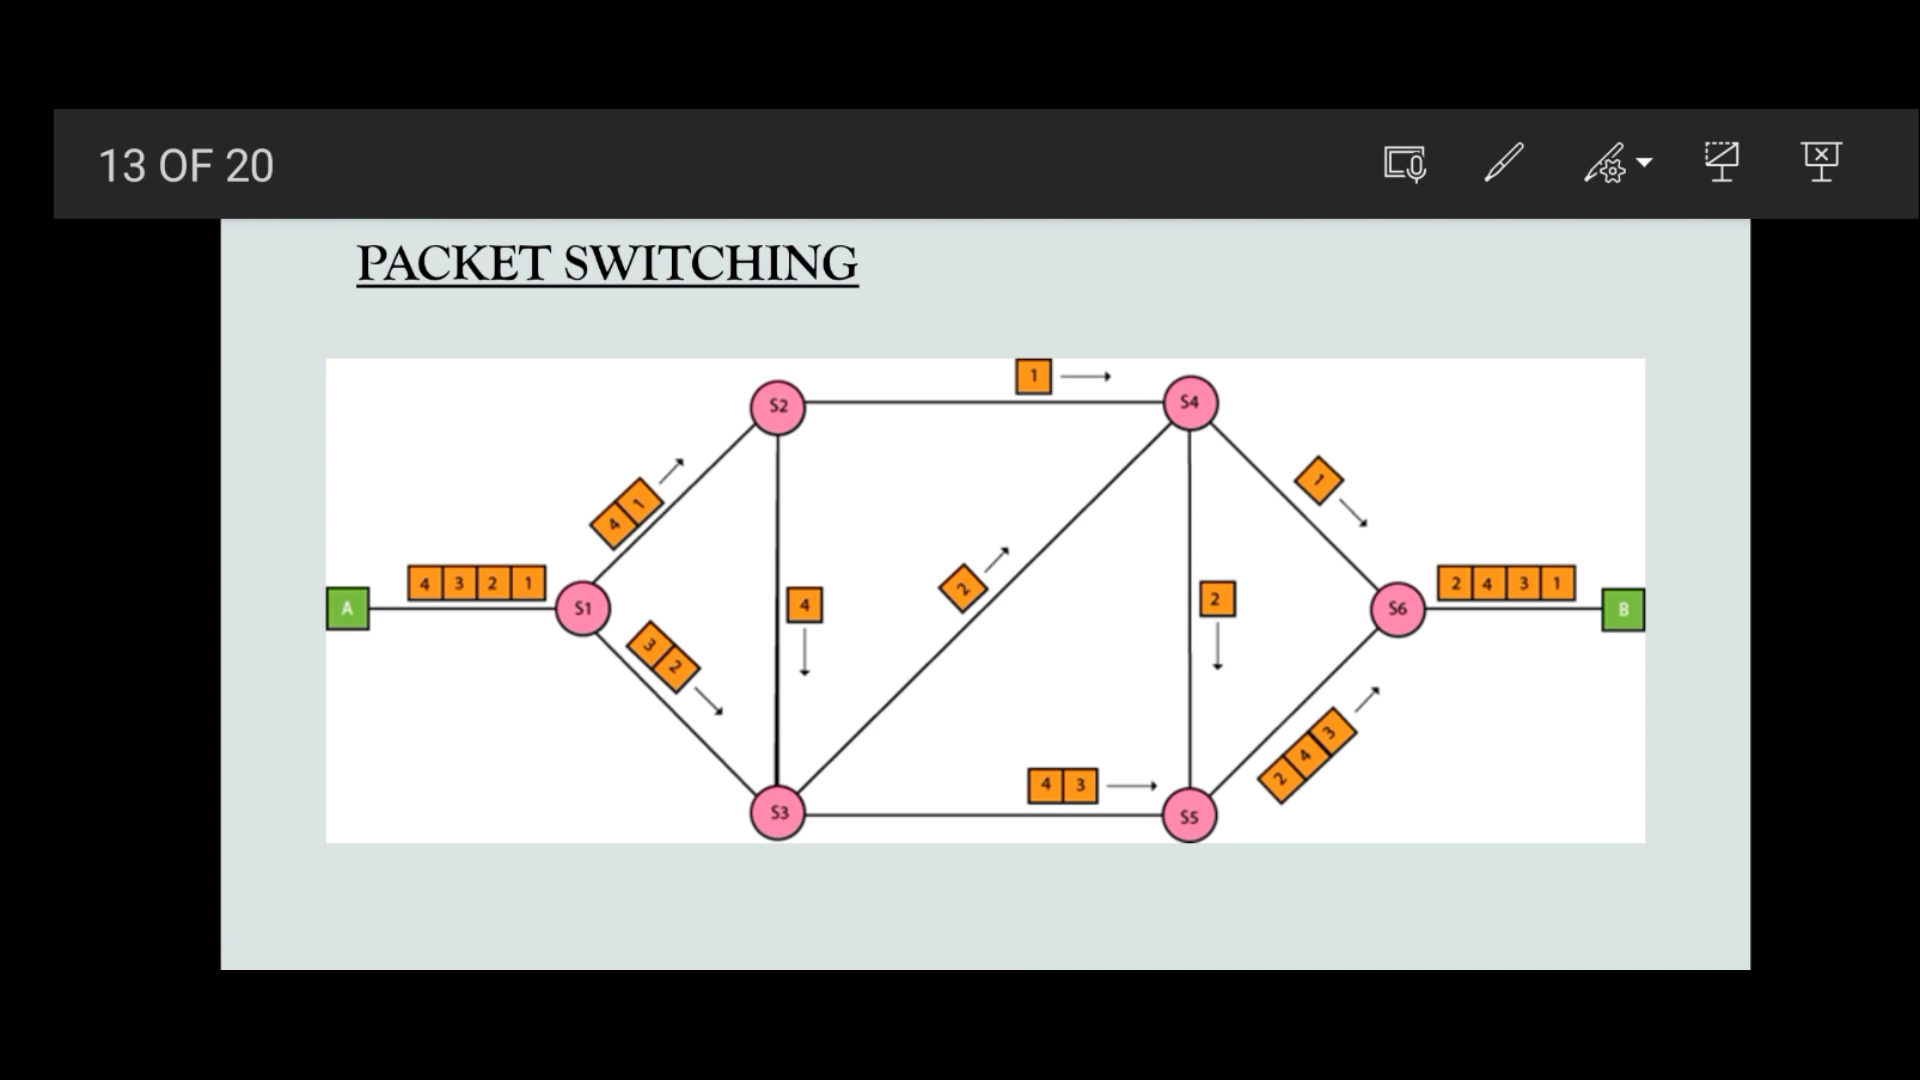 13 OF 20
PACKET SWITCHING
1
S2
S4
4 1
1
4 3 2 1
2 4 3 1
A
S1
4
2
2
S6
B
3 2
2 4 3
4 3
S3
S5